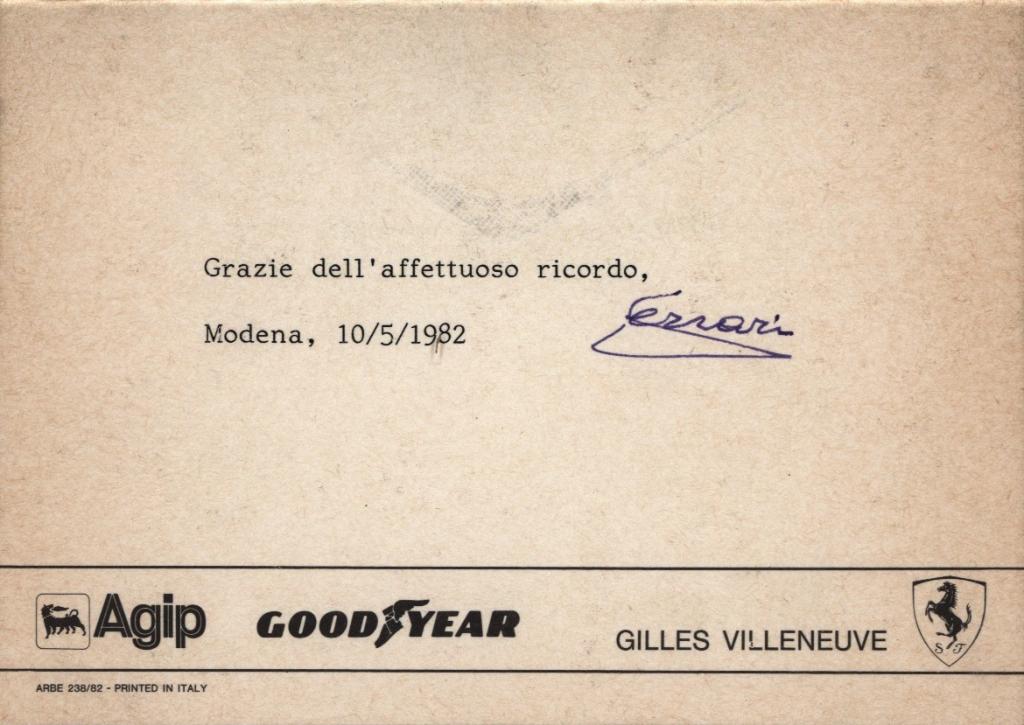 Grazie dell'affettuoso ricordo,
Modena, 10/5/1982
Ferrari
Agip
GOODYEAR
GILLES VILLENEUVE
S F
ARBE 238/82 - PRINTED IN ITALY